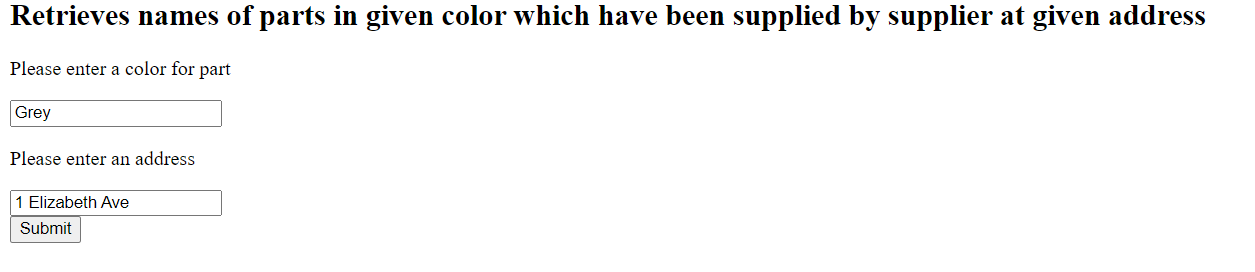 Retrieves names of parts in given color which have been supplied by supplier at given address
Please enter a color for part
Grey
Please enter an address
1 Elizabeth Ave
Submit